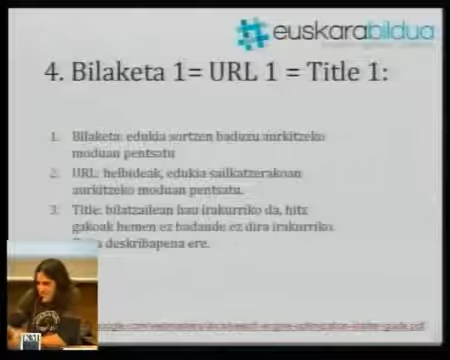 euskarabildua
4. Bilaketa 1= URL 1 = Title 1:
1. Bilaketa: edukia sortzen baduzu aurkitzeko
moduan pentsatu
2. URL: helbideak, edukia sailkatzerakoan
aurkitzeko moduan pentsatu.
3. Title: bilatzailean hau irakurriko da, hitz
gakoak hemen ez badaude ez dira irakurriko.
deskribapena ere.